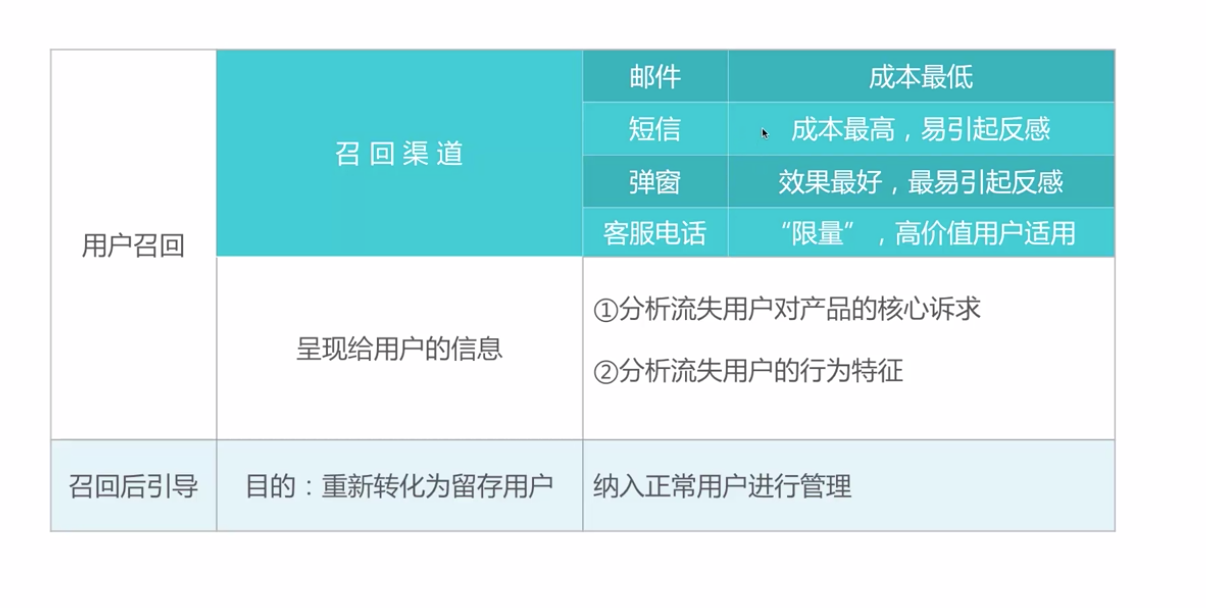 用户召回
召回渠道
邮件 成本最低
短信 成本最高，易引起反感
弹窗 效果最好，最易引起反感
客服电话 “限量”，高价值用户适用
呈现给用户的信息
①分析流失用户对产品的核心诉求
②分析流失用户的行为特征
召回后引导 目的：重新转化为留存用户 纳入正常用户进行管理